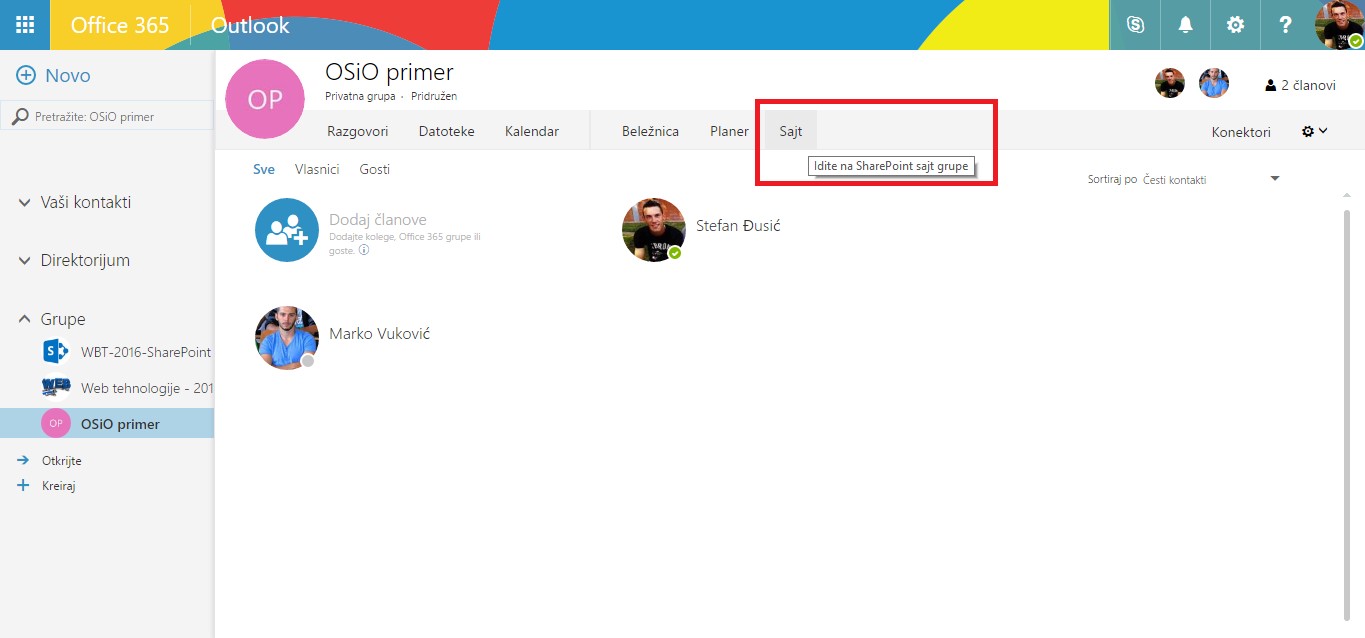 Office 365
Outlook
?
Novo
Pretražite: OSiO primer
Vaši kontakti
Direktorijum
Grupe
S
WBT-2016-SharePoint
WEB
Web tehnologije - 201
OP
OSiO primer
Otkrijte
Kreiraj
OP
OSiO primer
Privatna grupa · Pridružen
2 članovi
Razgovori Datoteke Kalendar Beležnica Planer Sajt Konektori
Idite na SharePoint sajt grupe
Sve Vlasnici Gosti
Sortiraj po Česti kontakti
Dodaj članove
Dodajte kolege, Office 365 grupe ili
goste.
Stefan Đusić
Marko Vuković